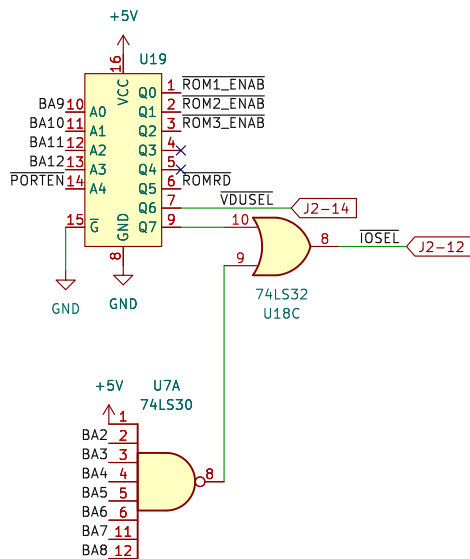 +5V
U19
16
VCC
Q0 1 ROM1_ENAB
BA9 10 A0 Q1 2 ROM2_ENAB
BA10 11 A1 Q2 3 ROM3_ENAB
BA11 12 A2 Q3 4
BA12 13 A3 Q4 5
PORTEN 14 A4 Q5 6 ROMRD
Q6 7 VDUSEL J2-14
15 G Q7 9 10
GND
8
9
8 IOSEL J2-12
GND
GND
74LS32
U18C
+5V
U7A
74LS30
1
BA2 2
BA3 3
BA4 4 8
BA5 5
BA6 6
BA7 11
BA8 12